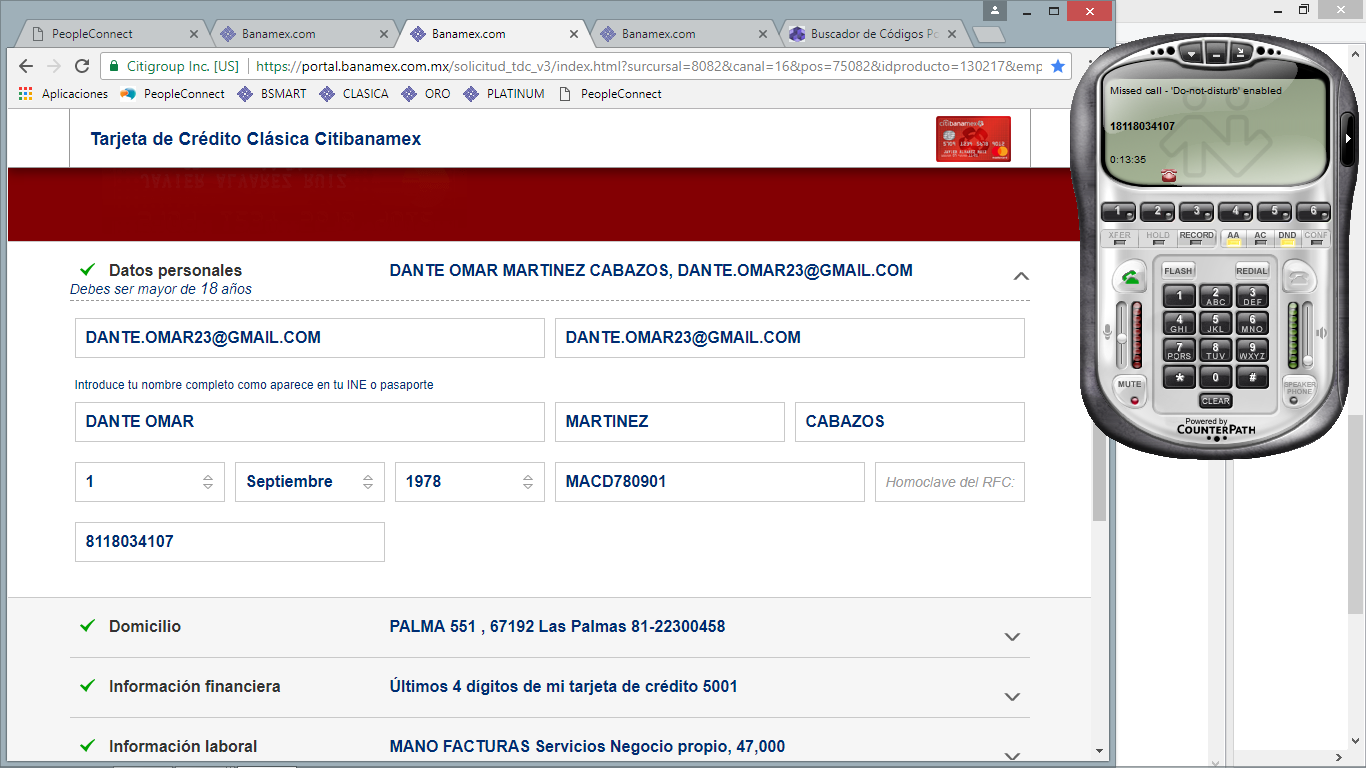 PeopleConnect
Banamex.com
Banamex.com
Banamex.com
Buscador de Códigos Po
Citigroup Inc. [US] https://portal.banamex.com.mx/solicitud_tdc_v3/index.html?surcursal=8082&canal=16&pos=75082&idproducto=130217&emp
Aplicaciones PeopleConnect BSMART CLASICA ORO PLATINUM PeopleConnect
Tarjeta de Crédito Clásica Citibanamex
citibanamex
JAVIER ALVAREZ RUIZ
Datos personales DANTE OMAR MARTINEZ CABAZOS, DANTE.OMAR23@GMAIL.COM
Debes ser mayor de 18 años
DANTE.OMAR23@GMAIL.COM DANTE.OMAR23@GMAIL.COM
Introduce tu nombre completo como aparece en tu INE o pasaporte
DANTE OMAR MARTINEZ CABAZOS
1 Septiembre 1978 MACD780901 Homoclave del RFC:
8118034107
Domicilio PALMA 551 , 67192 Las Palmas 81-22300458
Información financiera Últimos 4 dígitos de mi tarjeta de crédito 5001
Información laboral MANO FACTURAS Servicios Negocio propio, 47,000
Missed call - 'Do-not-disturb' enabled
18118034107
0:13:35
1 2 3 4 5 6
XFER HOLD RECORD AA AC DND CONF
FLASH REDIAL
1 2 ABC 3 DEF
4 GHI 5 JKL 6 MNO
7 PQRS 8 TUV 9 WXYZ
* 0 #
MUTE CLEAR SPEAKER PHONE
Powered by
COUNTERPATH